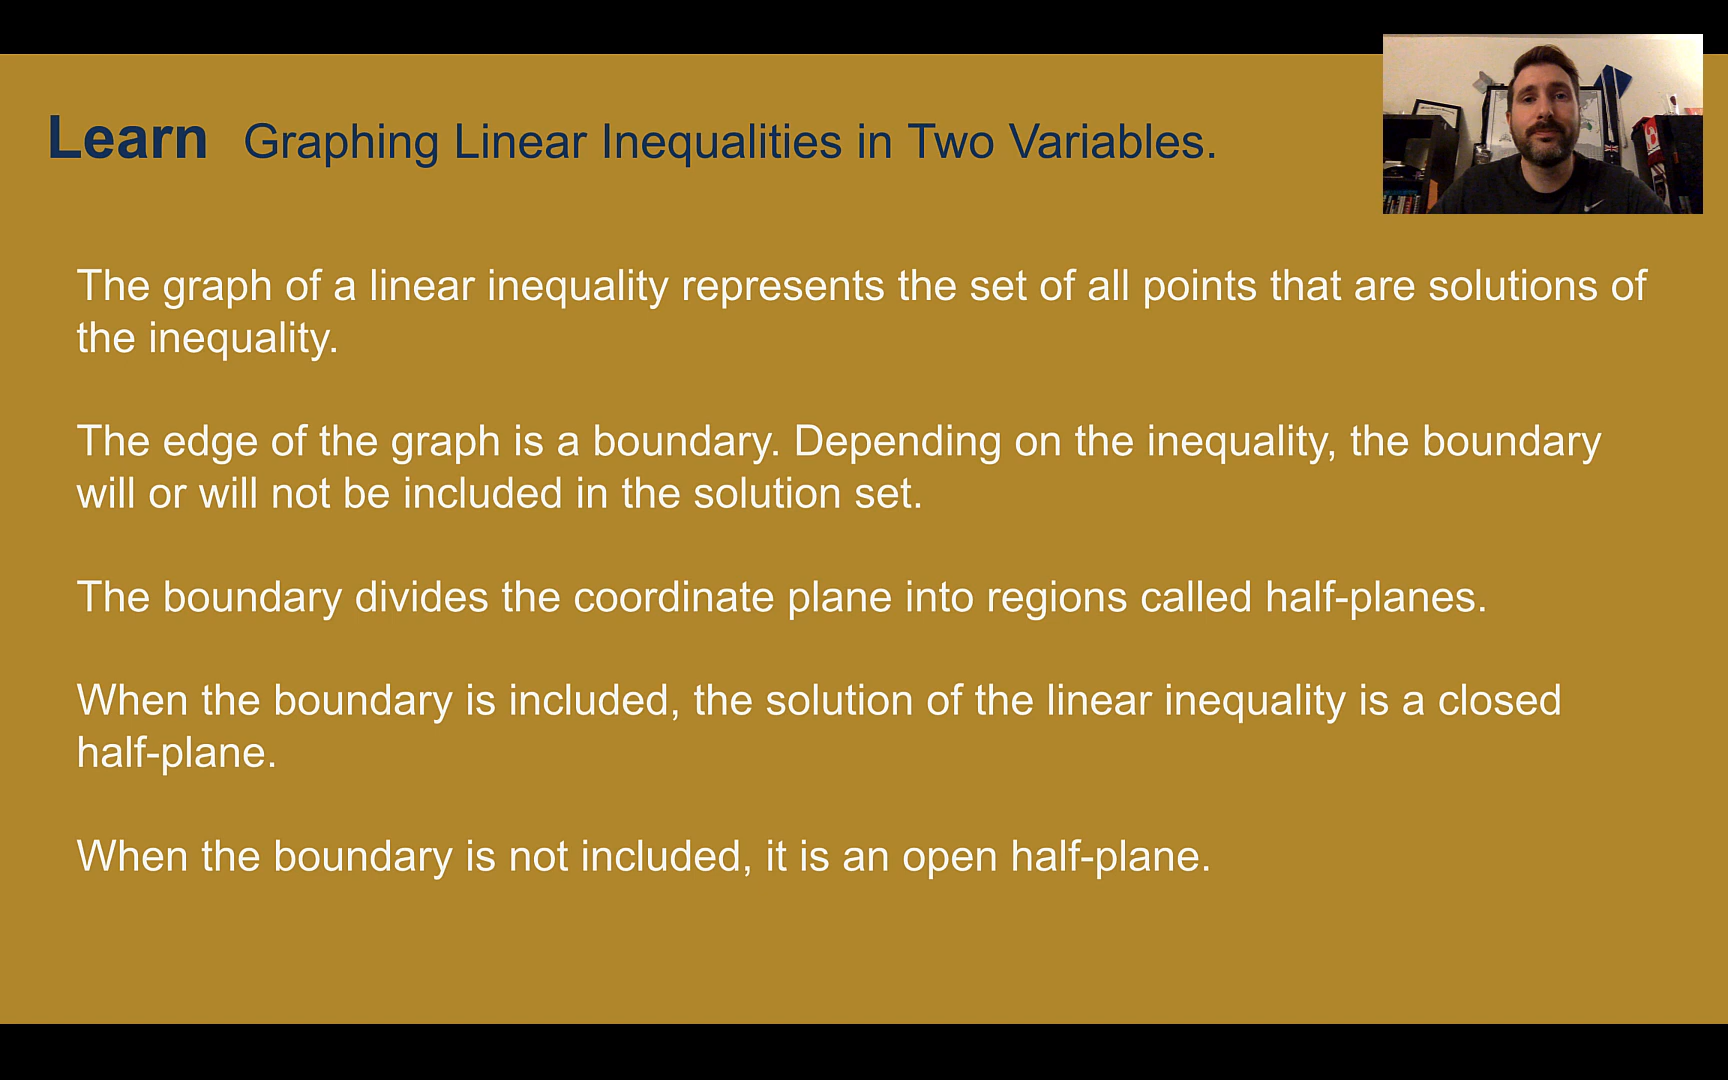 Learn Graphing Linear Inequalities in Two Variables.
The graph of a linear inequality represents the set of all points that are solutions of
the inequality.
The edge of the graph is a boundary. Depending on the inequality, the boundary
will or will not be included in the solution set.
The boundary divides the coordinate plane into regions called half-planes.
When the boundary is included, the solution of the linear inequality is a closed
half-plane.
When the boundary is not included, it is an open half-plane.